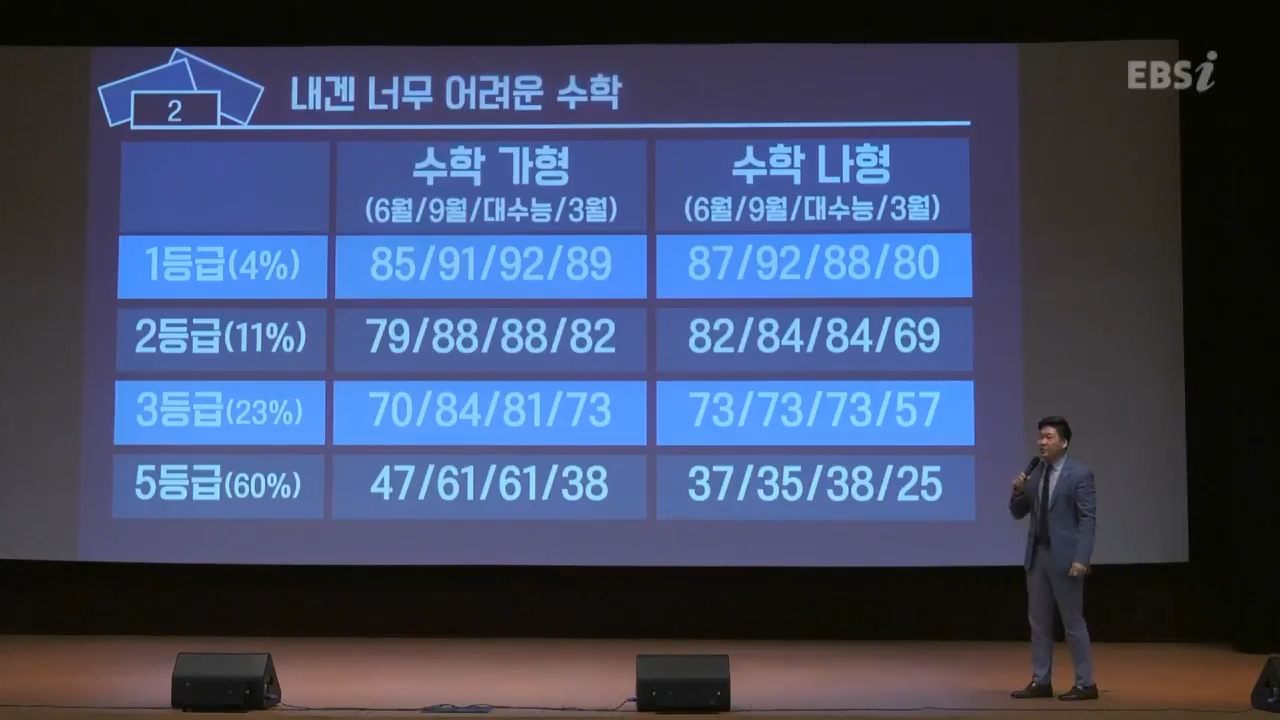 EBSi
2
내겐 너무 어려운 수학
수학 가형
(6월/9월/대수능/3월)
수학 나형
(6월/9월/대수능/3월)
1등급(4%)
85/91/92/89
87/92/88/80
2등급(11%)
79/88/88/82
82/84/84/69
3등급(23%)
70/84/81/73
73/73/73/57
5등급(60%)
47/61/61/38
37/35/38/25